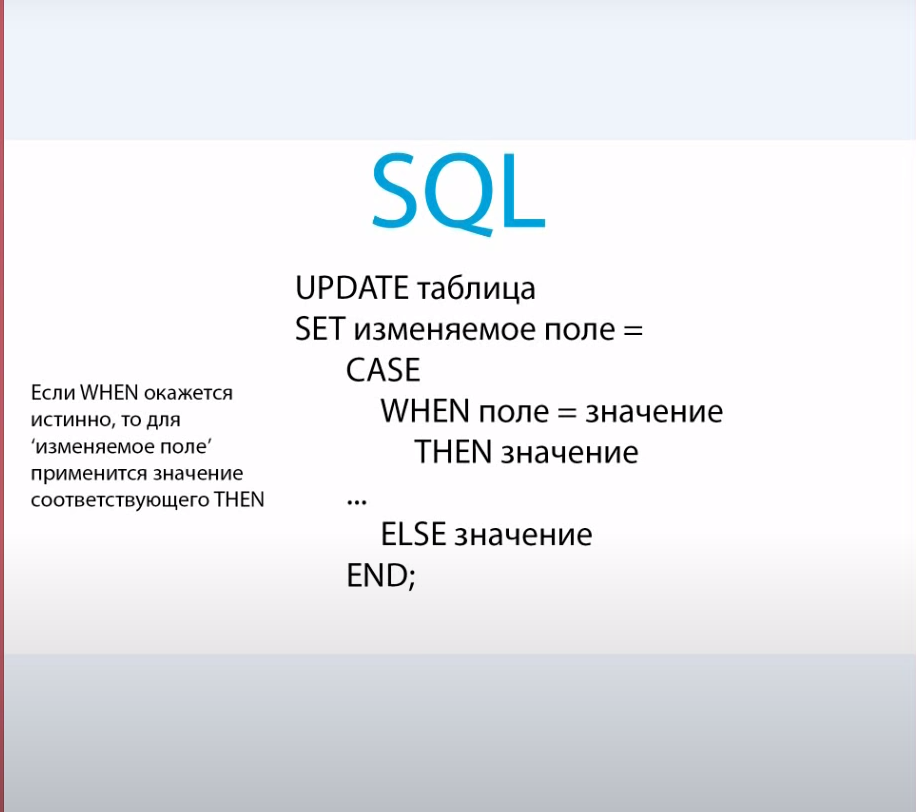 SQL
UPDATE таблица
SET изменяемое поле =
CASE
WHEN поле = значение
THEN значение
...
ELSE значение
END;
Если WHEN окажется
истинно, то для
‘изменяемое поле’
применится значение
соответствующего THEN